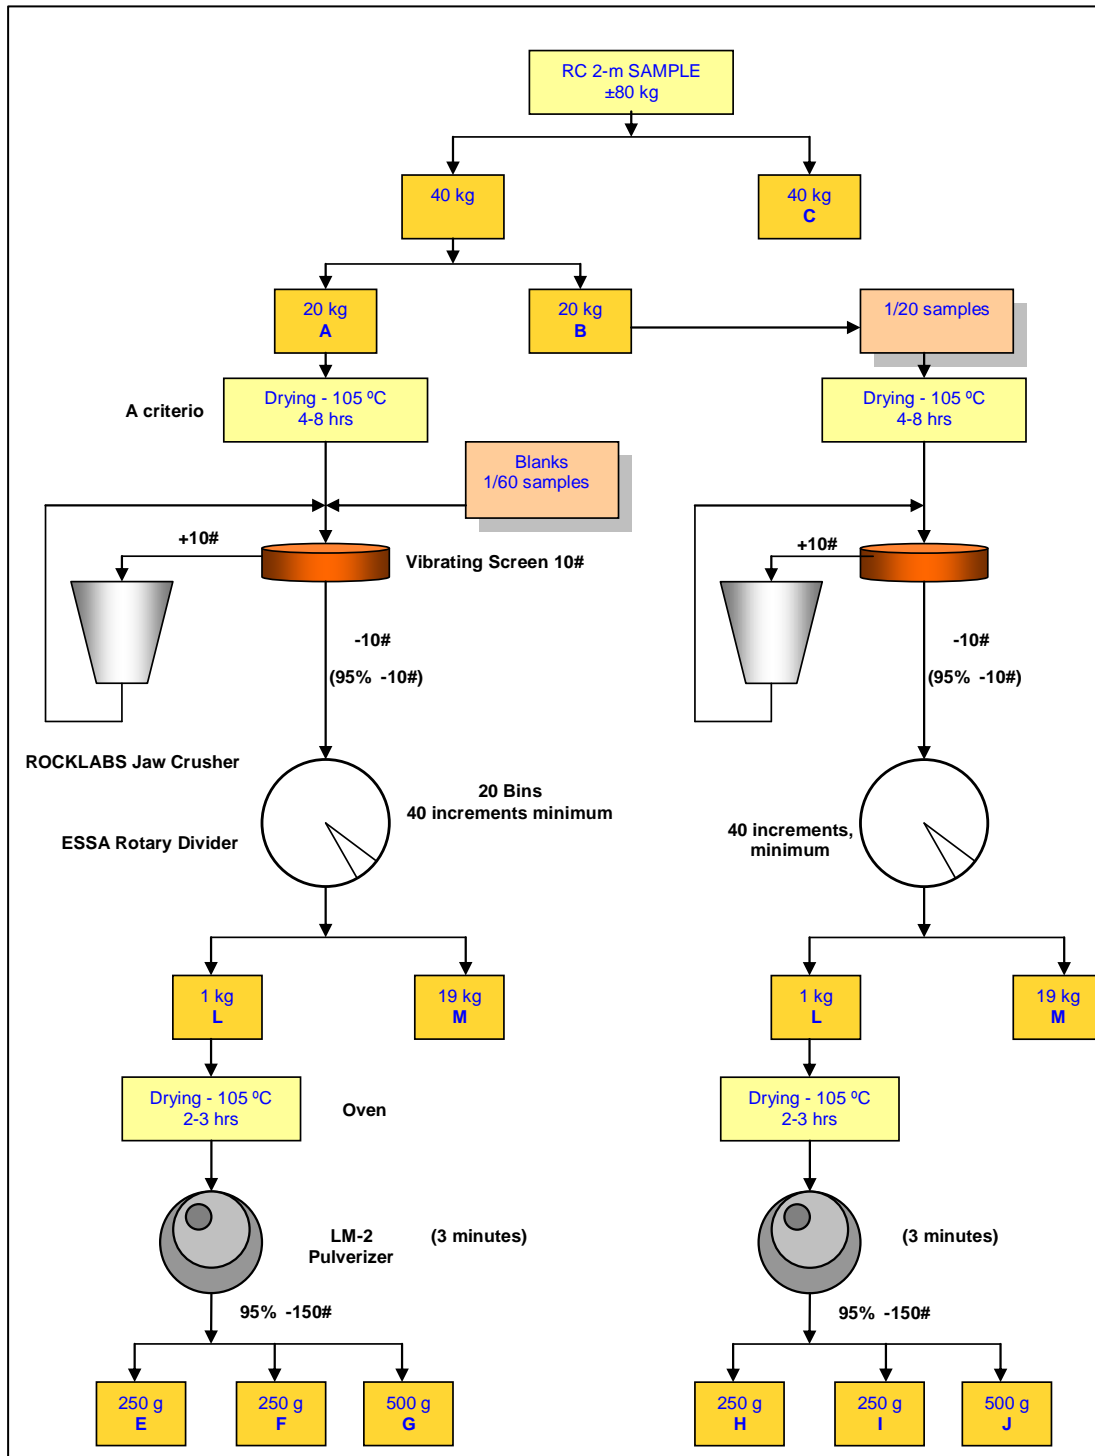 RC 2-m SAMPLE
±80 kg
40 kg
40 kg
C
20 kg
A
20 kg
B
1/20 samples
A criterio
Drying - 105 ºC
4-8 hrs
Drying - 105 ºC
4-8 hrs
Blanks
1/60 samples
+10#
Vibrating Screen 10#
+10#
-10#
(95% -10#)
-10#
(95% -10#)
ROCKLABS Jaw Crusher
20 Bins
40 increments minimum
ESSA Rotary Divider
40 increments,
minimum
1 kg
L
19 kg
M
1 kg
L
19 kg
M
Drying - 105 ºC
2-3 hrs
Oven
Drying - 105 ºC
2-3 hrs
LM-2
Pulverizer
(3 minutes)
(3 minutes)
95% -150#
95% -150#
250 g
E
250 g
F
500 g
G
250 g
H
250 g
I
500 g
J